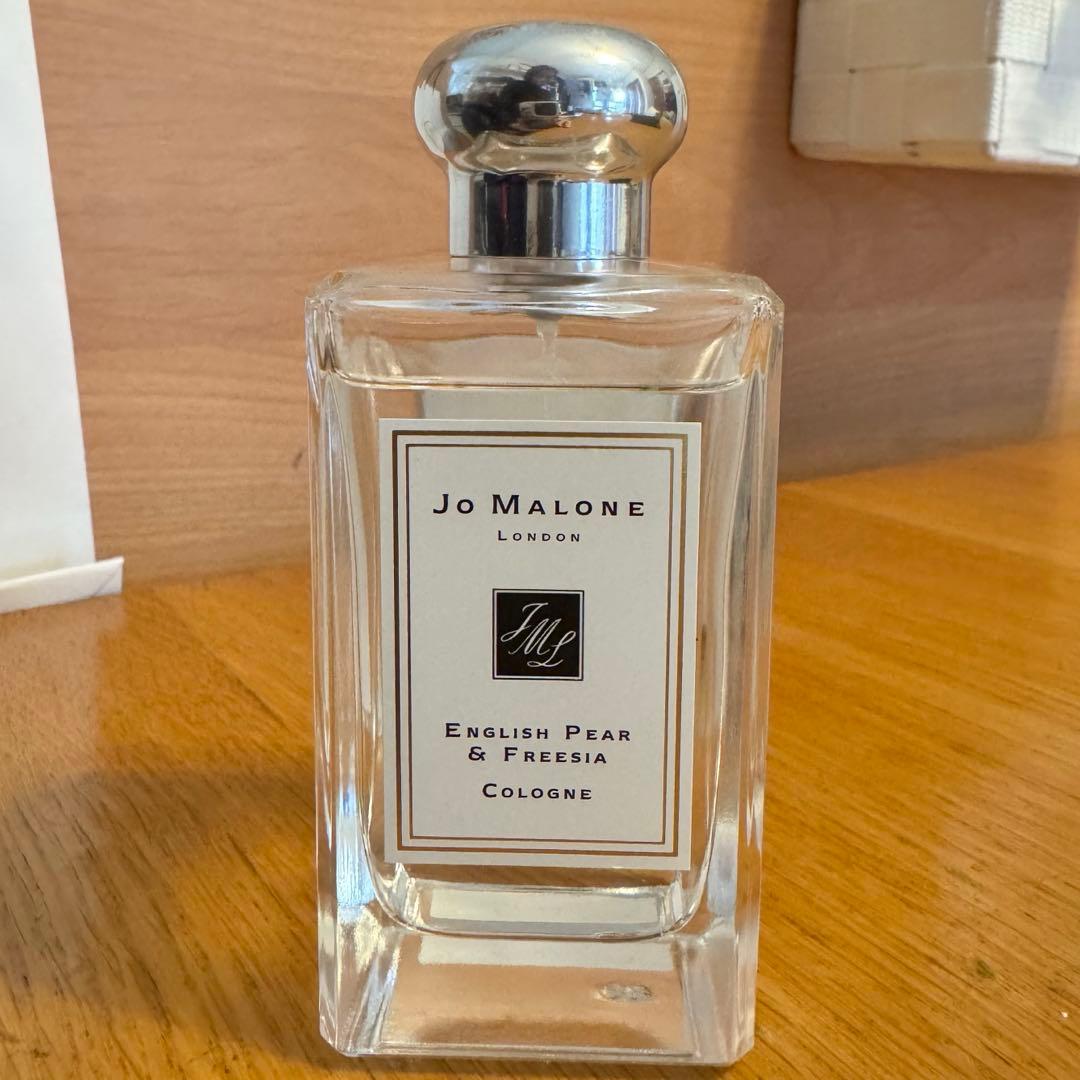 Jo Malone
London
JML
English Pear
& Freesia
Cologne